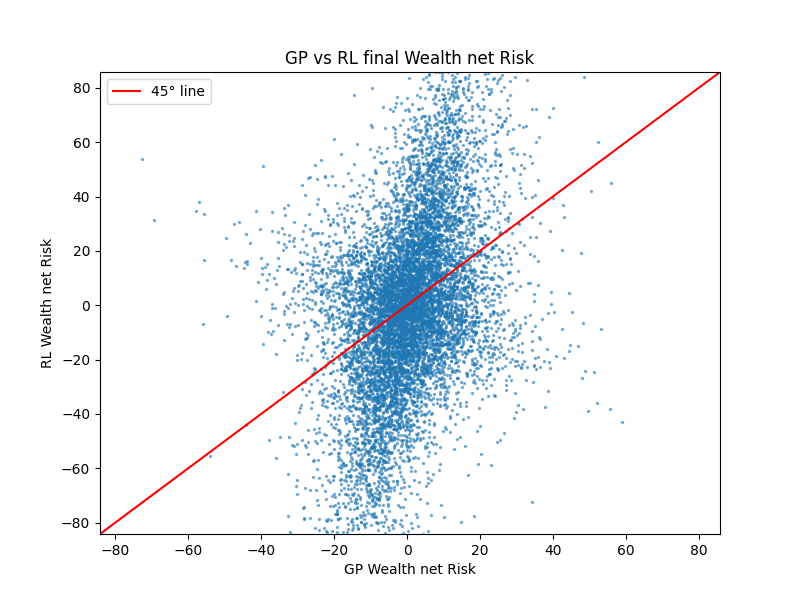 GP vs RL final Wealth net Risk
45° line
RL Wealth net Risk
80
60
40
20
0
−20
−40
−60
−80
−80 −60 −40 −20 0 20 40 60 80
GP Wealth net Risk